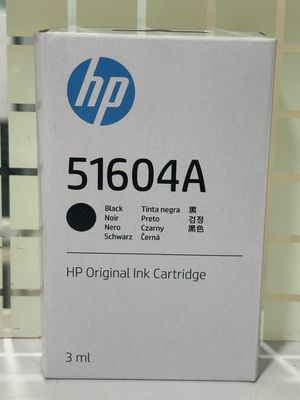 hp
51604A
Black Tinta negra 黒
Noir Preto 검정
Nero Czarny 黑色
Schwarz Černá
HP Original Ink Cartridge
3 ml